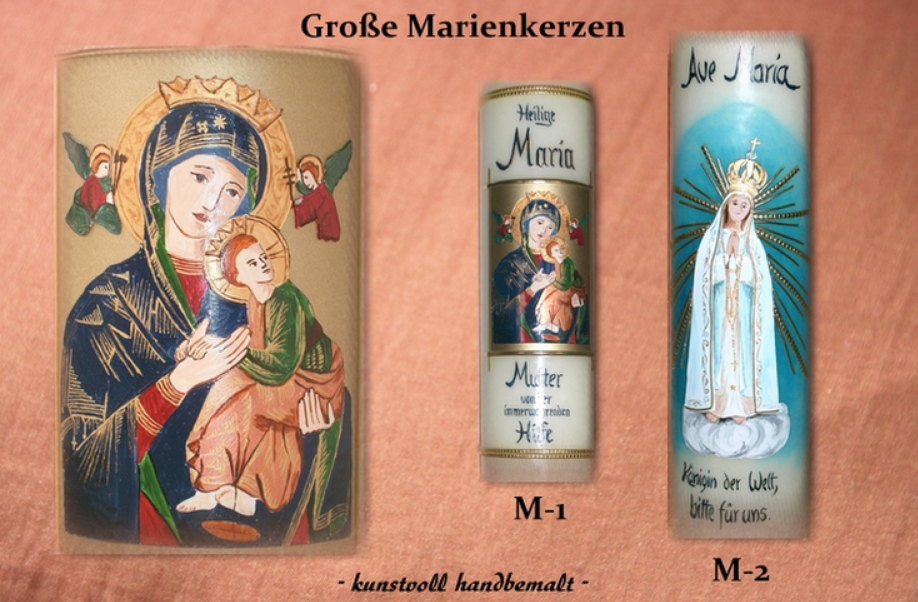 Große Marienkerzen
Heilige
Maria
Mutter
von der
immerwährenden
Hilfe
M-1
Ave Maria
Königin der Welt,
bitte für uns.
M-2
- kunstvoll handbemalt -